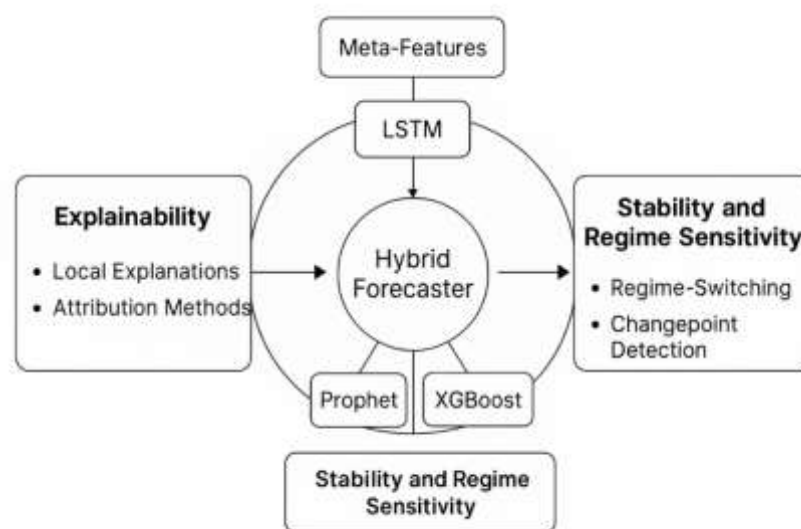 Meta-Features
LSTM
Explainability
• Local Explanations
• Attribution Methods
Hybrid
Forecaster
Stability and
Regime Sensitivity
• Regime-Switching
• Changepoint
Detection
Prophet
XGBoost
Stability and Regime
Sensitivity